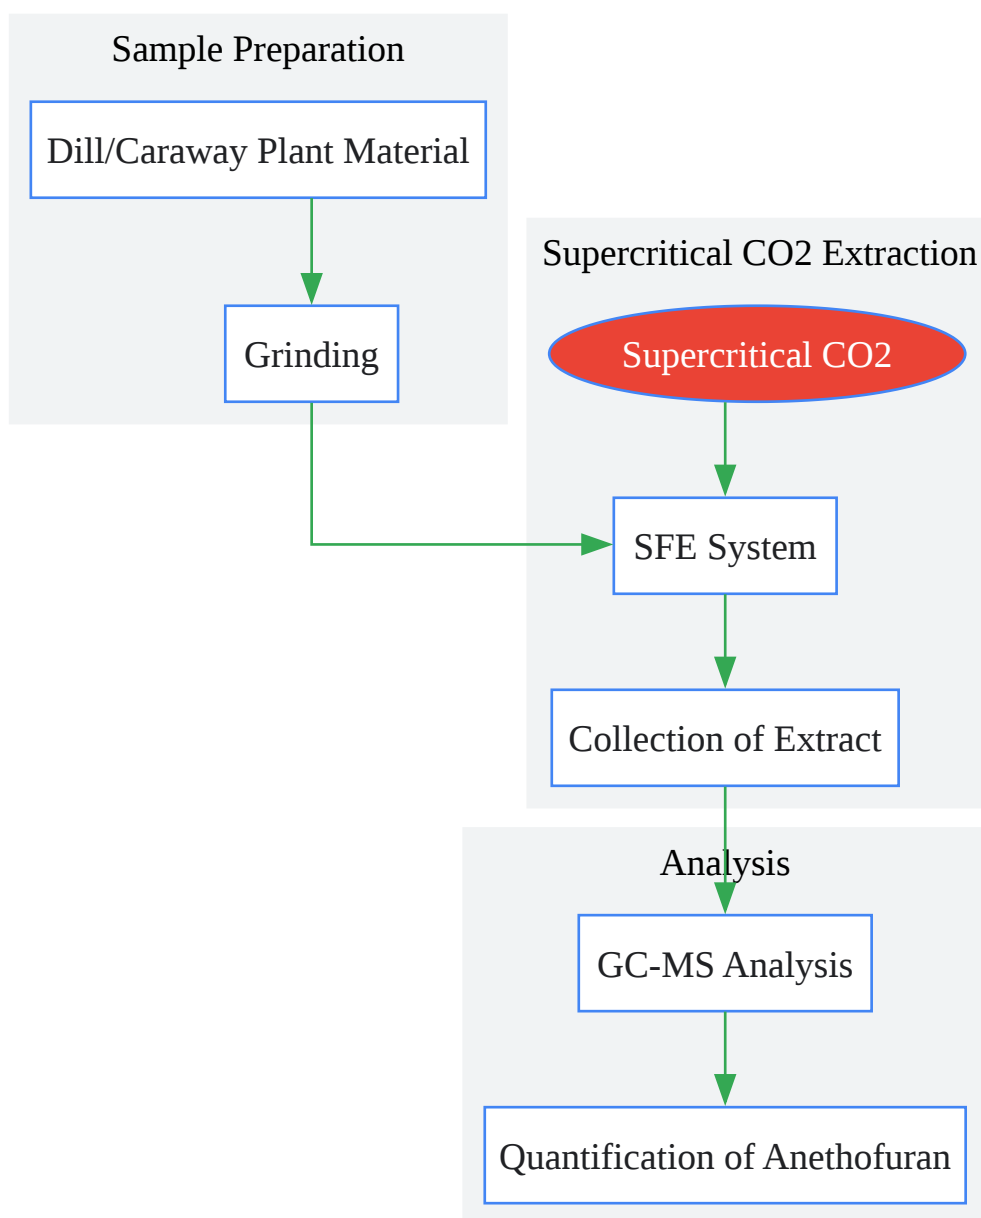 Sample Preparation
Dill/Caraway Plant Material
Grinding
Supercritical CO2 Extraction
Supercritical CO2
SFE System
Collection of Extract
Analysis
GC-MS Analysis
Quantification of Anethofuran